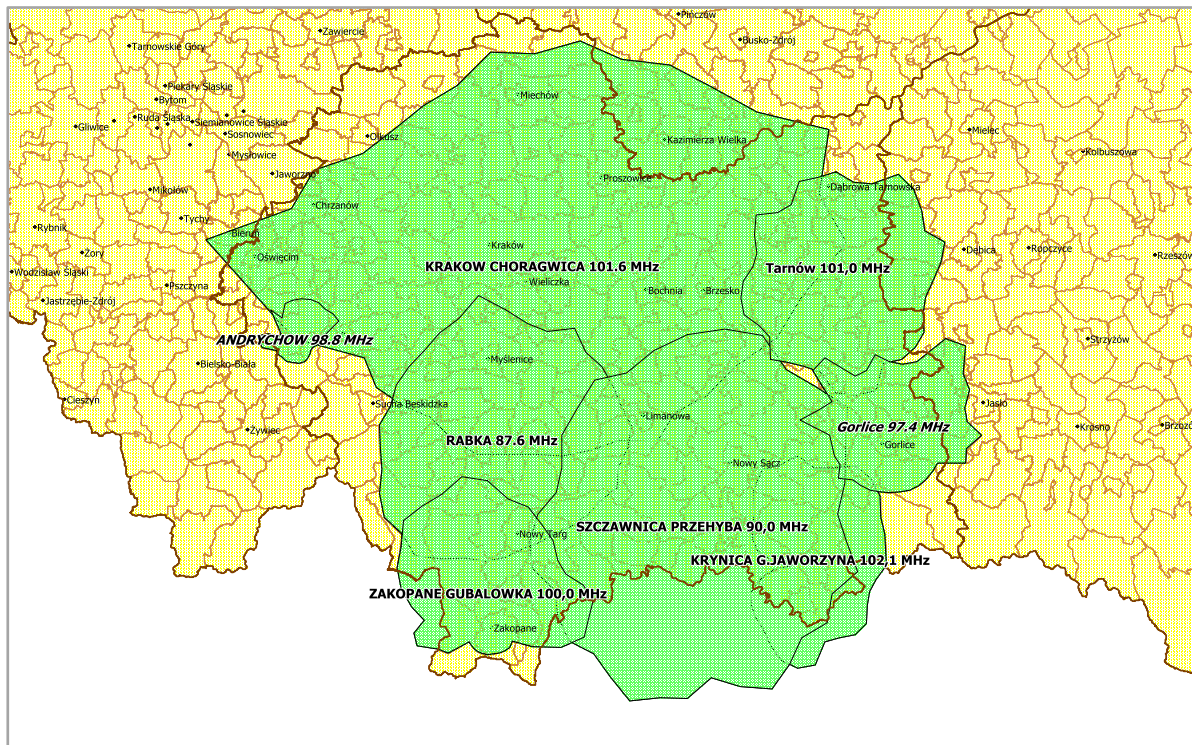 Pińczów
Zawiercie
Busko-Zdrój
Tarnowskie Góry
Piekary Śląskie
Miechów
Bytom
Ruda Śląska
Siemianowice Śląskie
Gliwice
Sosnowiec
Olkusz
Mielec
Kazimierza Wielka
Kolbuszowa
Mysłowice
Jaworzno
Proszowice
Mikołów
Dąbrowa Tarnowska
Chrzanów
Tychy
Rybnik
Bieruń
Kraków
Żory
Dębica
Ropczyce
Oświęcim
Rzeszów
KRAKOW CHORAGWICA 101.6 MHz
Tarnów 101,0 MHz
Wodzisław Śląski
Pszczyna
Wieliczka
Bochnia
Brzesko
Jastrzębie-Zdrój
ANDRYCHOW 98.8 MHz
Strzyżów
Myślenice
Bielsko-Biała
Cieszyn
Sucha Beskidzka
Jasło
Limanowa
Żywiec
Gorlice 97.4 MHz
Krosno
RABKA 87.6 MHz
Gorlice
Nowy Sącz
SZCZAWNICA PRZEHYBA 90,0 MHz
Nowy Targ
KRYNICA G.JAWORZYNA 102,1 MHz
ZAKOPANE GUBALOWKA 100,0 MHz
Zakopane